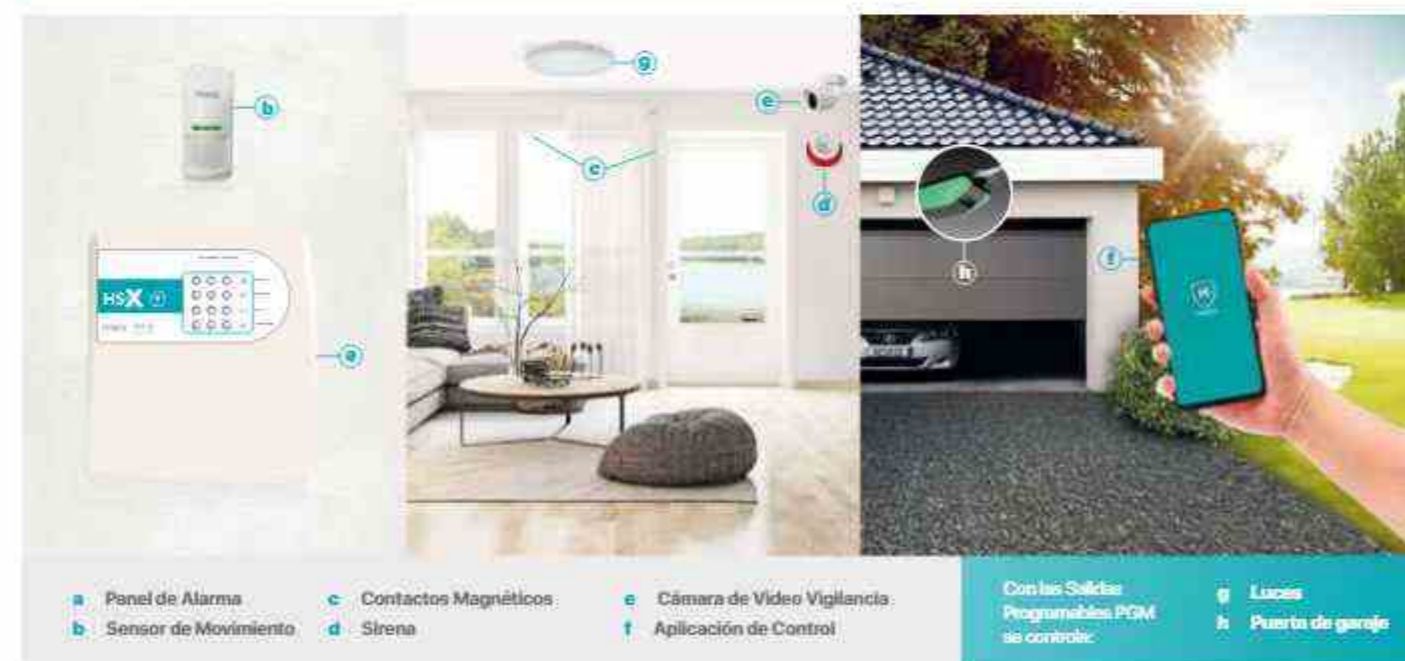 b
g
e
c
d
HSX
a
h
f
a Panel de Alarma
b Sensor de Movimiento
c Contactos Magnéticos
d Sirena
e Cámara de Video Vigilancia
f Aplicación de Control
Con las Salidas
Programables PGM
se controla:
g Luces
h Puerta de garaje